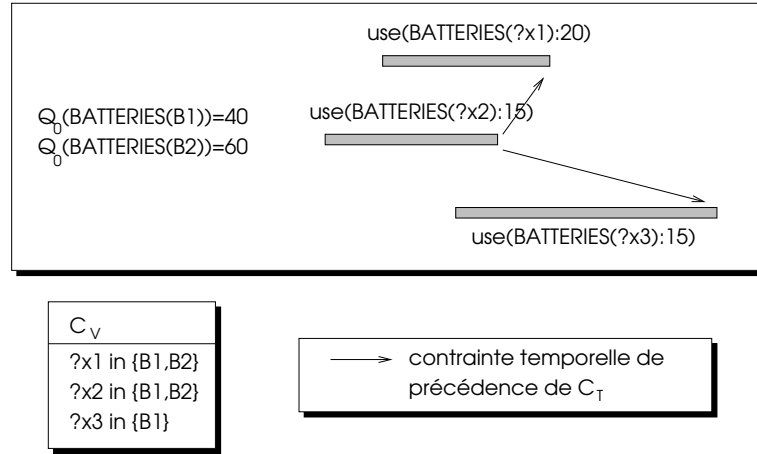 use(BATTERIES(?x1):20)
Q0(BATTERIES(B1))=40
use(BATTERIES(?x2):15)
Q0(BATTERIES(B2))=60
use(BATTERIES(?x3):15)
CV
?x1 in {B1,B2}
?x2 in {B1,B2}
?x3 in {B1}
contrainte temporelle de
précédence de CT